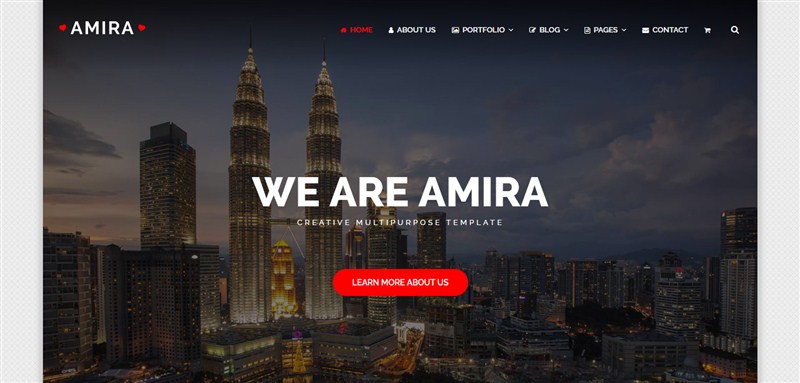 AMIRA
HOME ABOUT US PORTFOLIO BLOG PAGES CONTACT
WE ARE AMIRA
CREATIVE MULTIPURPOSE TEMPLATE
LEARN MORE ABOUT US